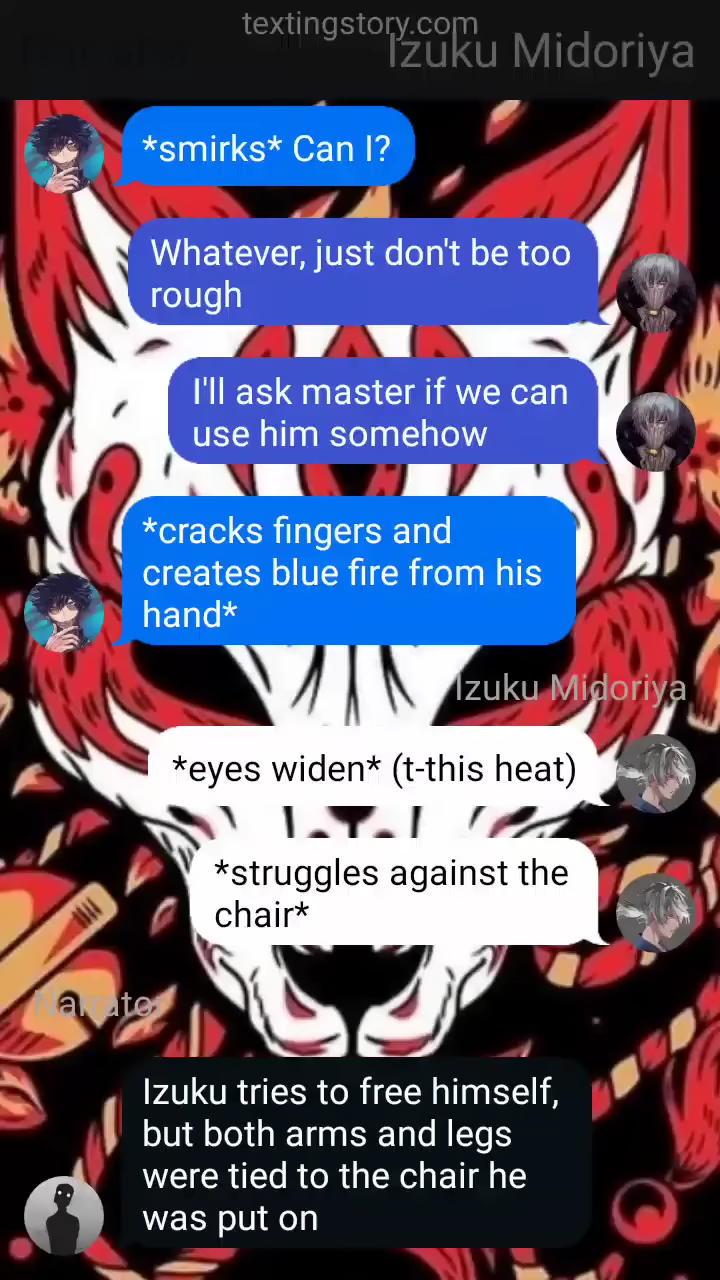 textingstory.com
Izuku Midoriya
*smirks* Can I?
Whatever, just don't be too
rough
I'll ask master if we can
use him somehow
*cracks fingers and
creates blue fire from his
hand*
Izuku Midoriya
*eyes widen* (t-this heat)
*struggles against the
chair*
Narrator
Izuku tries to free himself,
but both arms and legs
were tied to the chair he
was put on